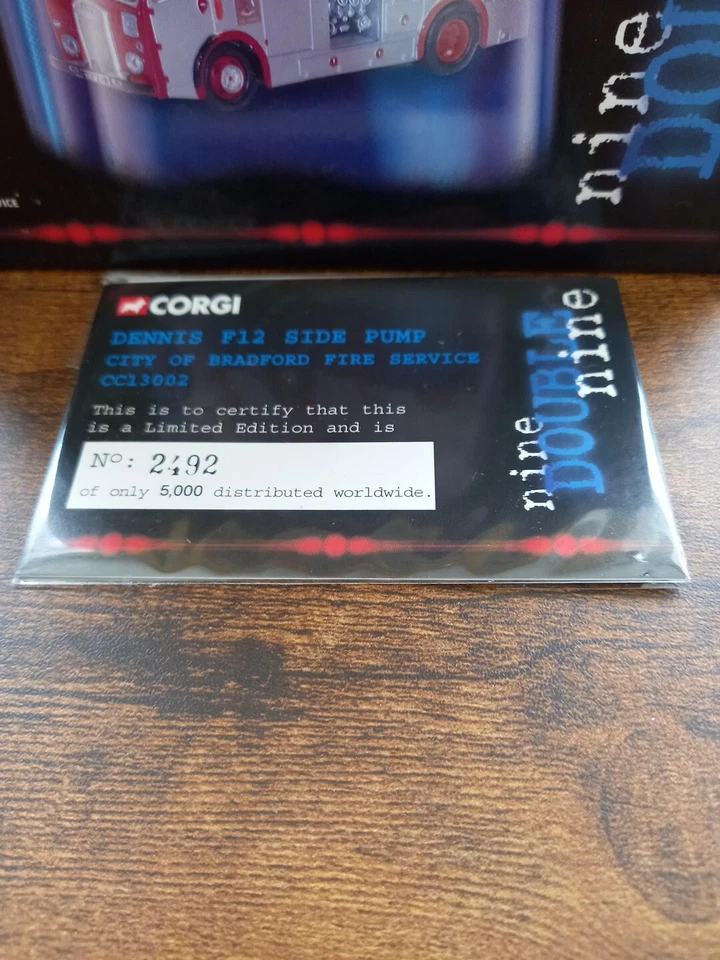 nine
CORGI
DENNIS F12 SIDE PUMP
CITY OF BRADFORD FIRE SERVICE
CC13002
This is to certify that this
is a Limited Edition and is
Nº: 2492
of only 5,000 distributed worldwide.
nine
DOUBLE
nine